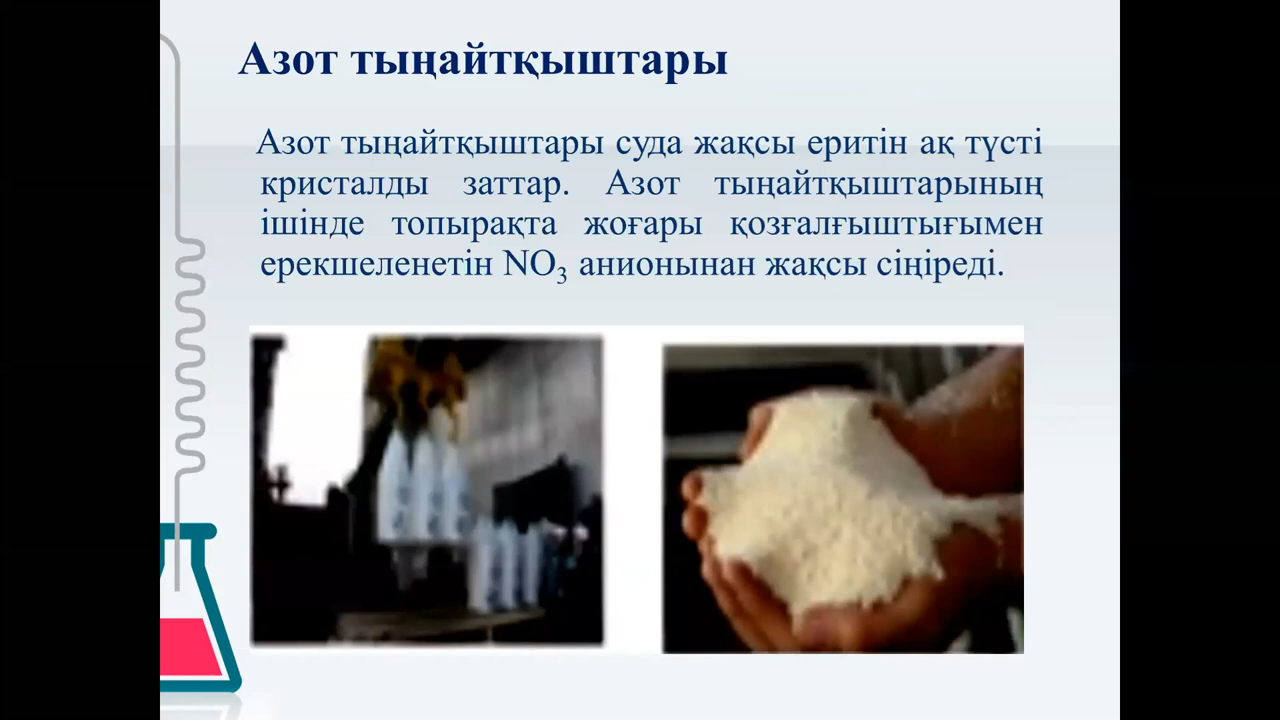 Азот тыңайтқыштары
Азот тыңайтқыштары суда жақсы еритін ақ түсті
кристалды заттар. Азот тыңайтқыштарының
ішінде топырақта жоғары қозғалғыштығымен
ерекшеленетін NO₃ анионынан жақсы сіңіреді.